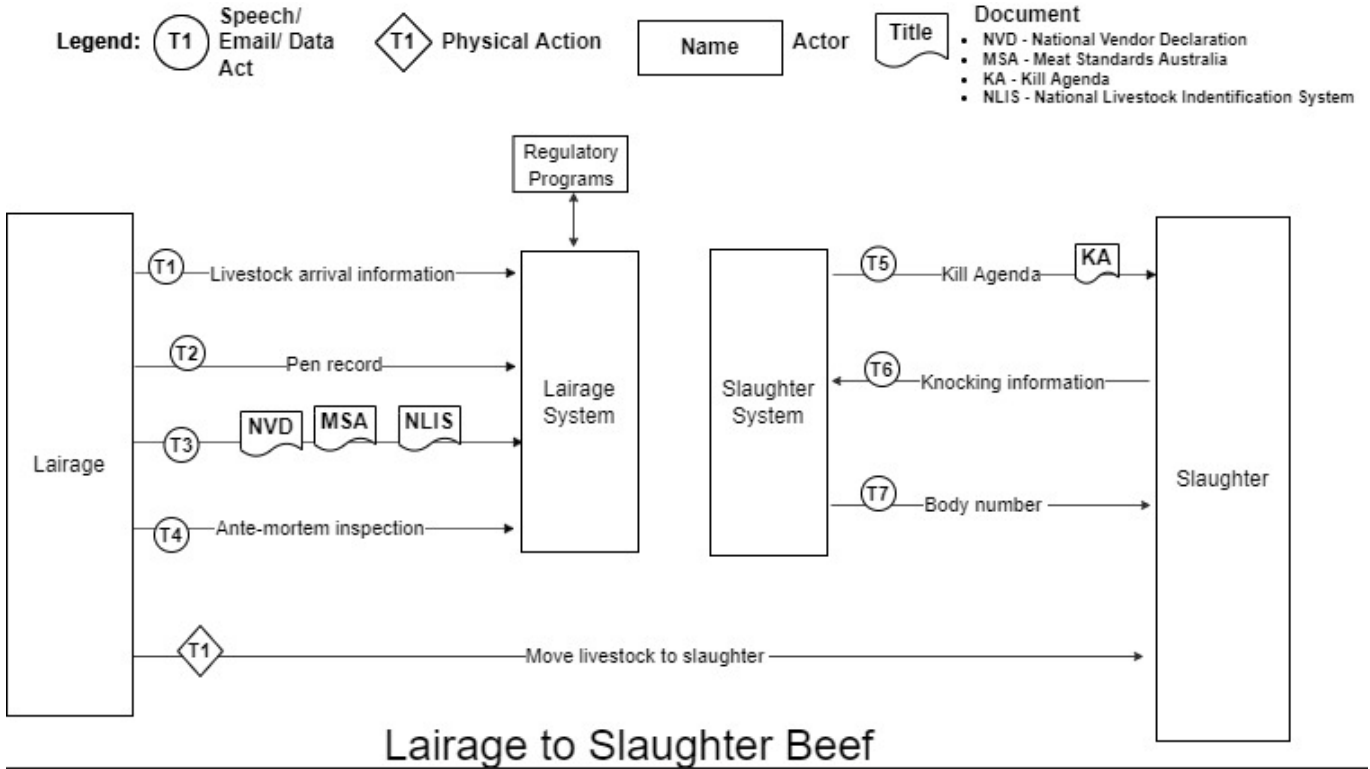 Legend:
T1
Speech/
Email/ Data
Act
T1
Physical Action
Name
Actor
Title
Document
• NVD - National Vendor Declaration
• MSA - Meat Standards Australia
• KA - Kill Agenda
• NLIS - National Livestock Indentification System
Regulatory
Programs
Lairage
T1
Livestock arrival information
T2
Pen record
T3
NVD
MSA
NLIS
T4
Ante-mortem inspection
Lairage
System
Slaughter
System
T5
Kill Agenda
KA
T6
Knocking information
T7
Body number
Slaughter
T1
Move livestock to slaughter
Lairage to Slaughter Beef